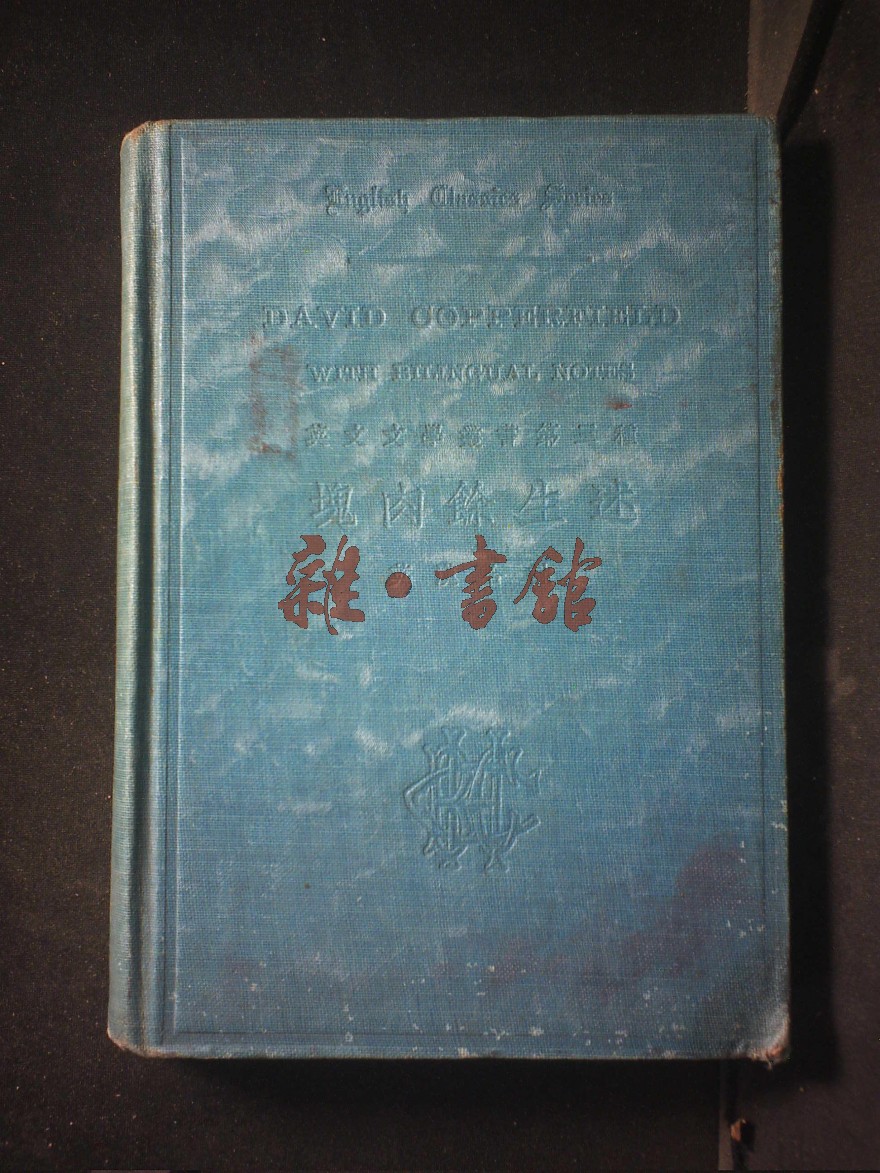 English Classics Series
DAVID COPPERFIELD
WITH BILINGUAL NOTES
英文文學叢書第三種
塊肉餘生述
雜·書館